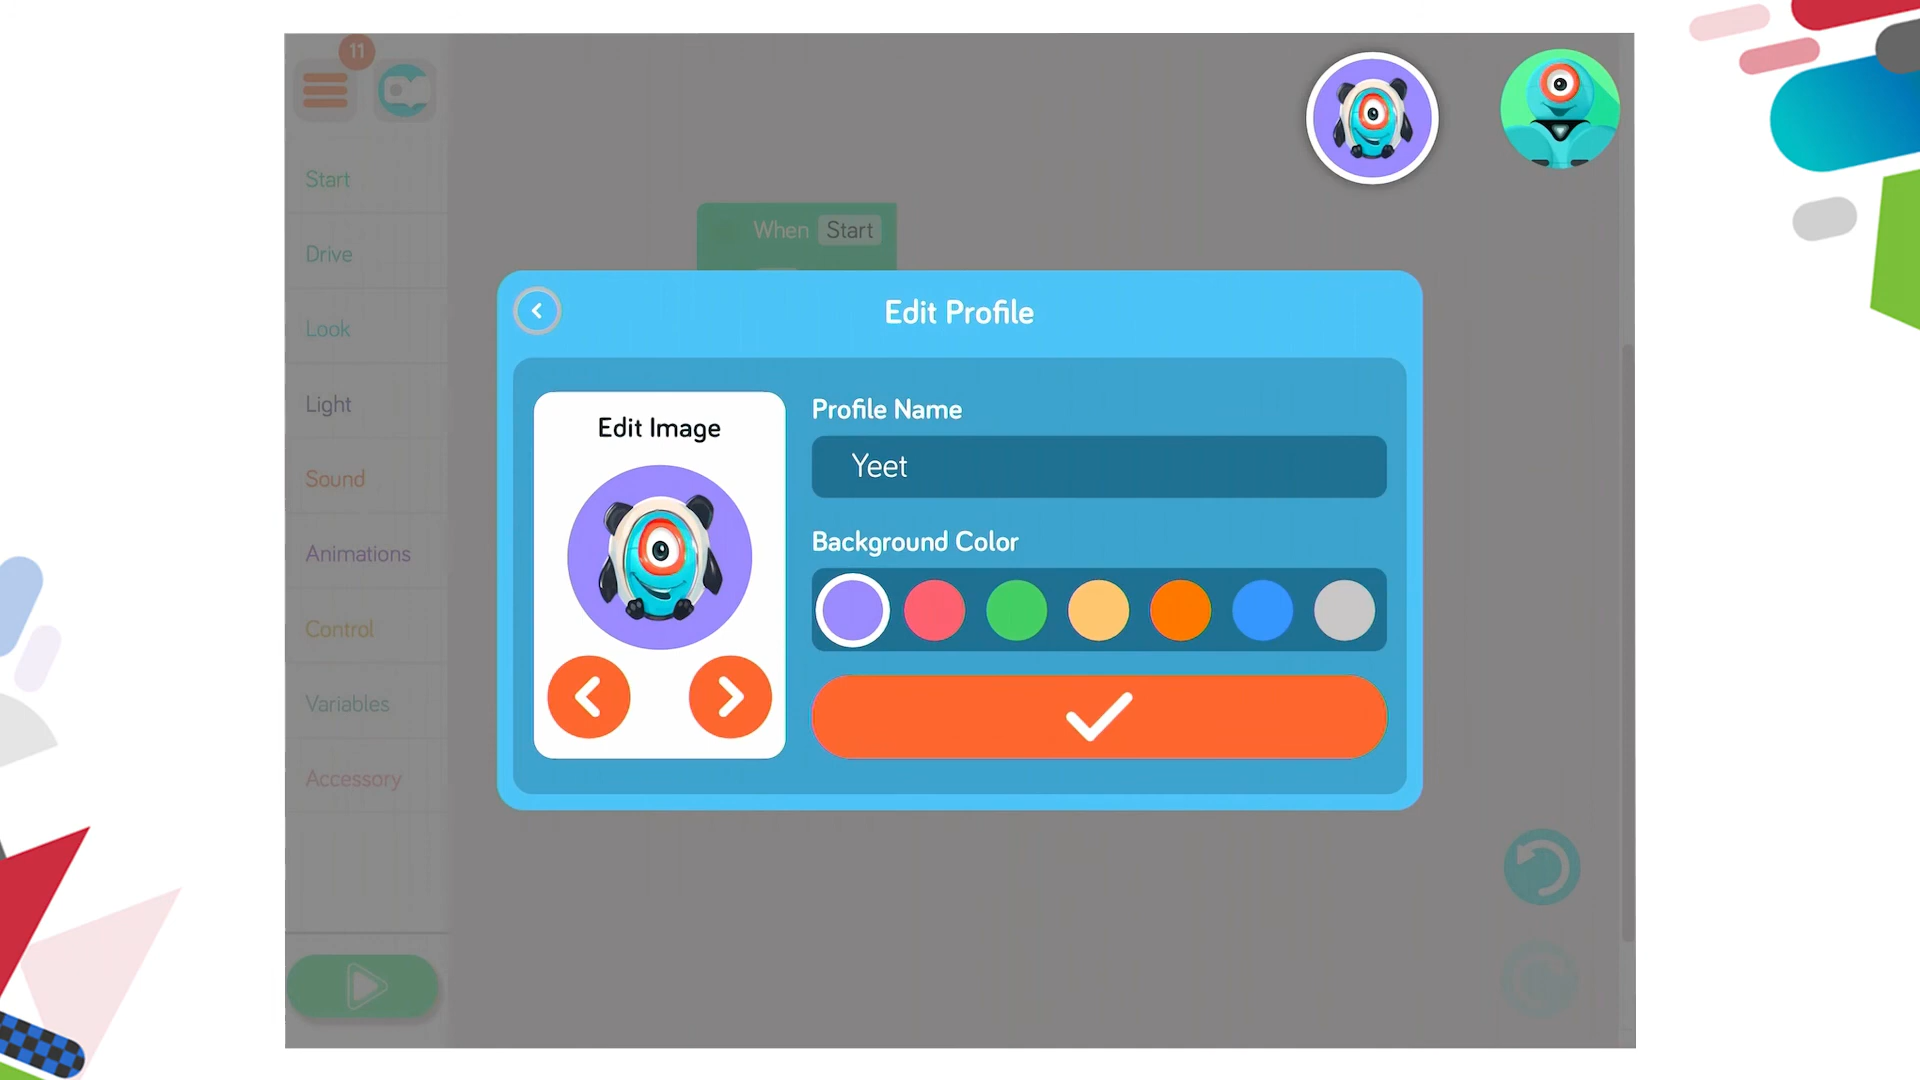 11
Start
Drive
Look
Light
Sound
Animations
Control
Variables
Accessory
When Start
Edit Profile
Edit Image
Profile Name
Yeet
Background Color